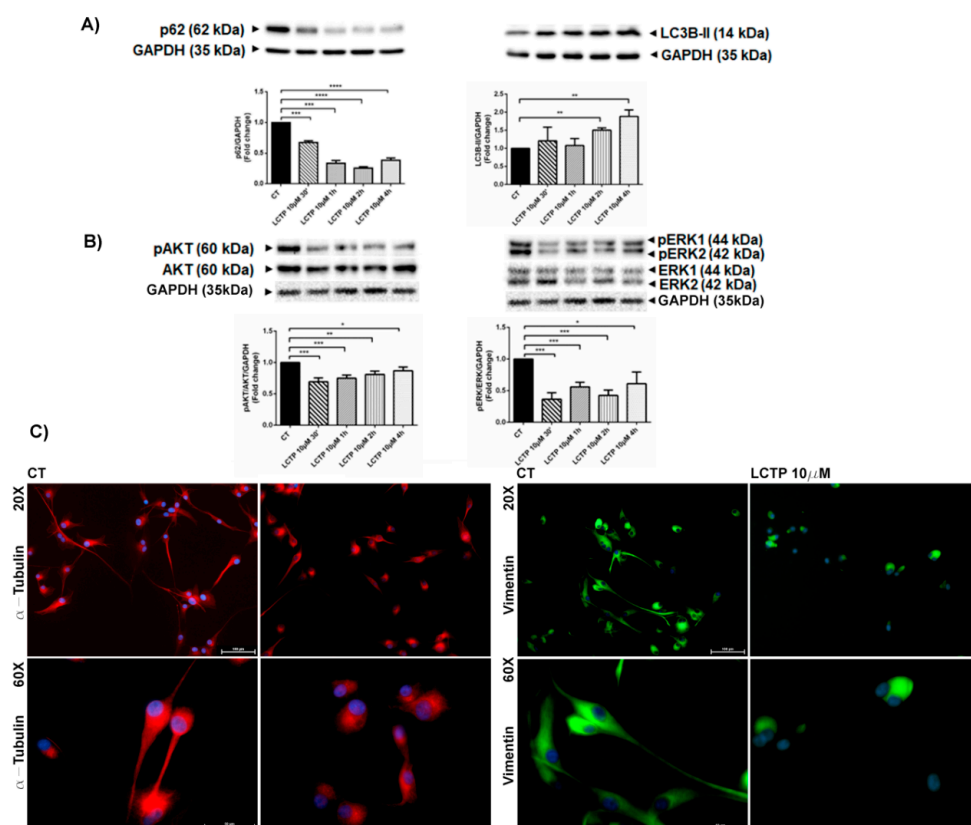 A)
p62 (62 kDa)
GAPDH (35 kDa)
LC3B-II (14 kDa)
GAPDH (35 kDa)
p62/GAPDH
(Fold change)
1.5
1.0
0.5
0.0
***
***
****
****
CT
LCTP 10µM 30'
LCTP 10µM 1h
LCTP 10µM 2h
LCTP 10µM 4h
LC3B-II/GAPDH
(Fold change)
2.5
2.0
1.5
1.0
0.5
0.0
**
**
CT
LCTP 10µM 30'
LCTP 10µM 1h
LCTP 10µM 2h
LCTP 10µM 4h
B)
pAKT (60 kDa)
AKT (60 kDa)
GAPDH (35kDa)
pERK1 (44 kDa)
pERK2 (42 kDa)
ERK1 (44 kDa)
ERK2 (42 kDa)
GAPDH (35kDa)
pAKT/AKT/GAPDH
(Fold change)
1.5
1.0
0.5
0.0
***
***
**
*
CT
LCTP 10µM 30'
LCTP 10µM 1h
LCTP 10µM 2h
LCTP 10µM 4h
pERK/ERK/GAPDH
(Fold change)
1.5
1.0
0.5
0.0
***
***
***
*
CT
LCTP 10µM 30'
LCTP 10µM 1h
LCTP 10µM 2h
LCTP 10µM 4h
C)
CT
CT
LCTP 10µM
20X
α – Tubulin
20X
Vimentin
60X
α – Tubulin
60X
Vimentin